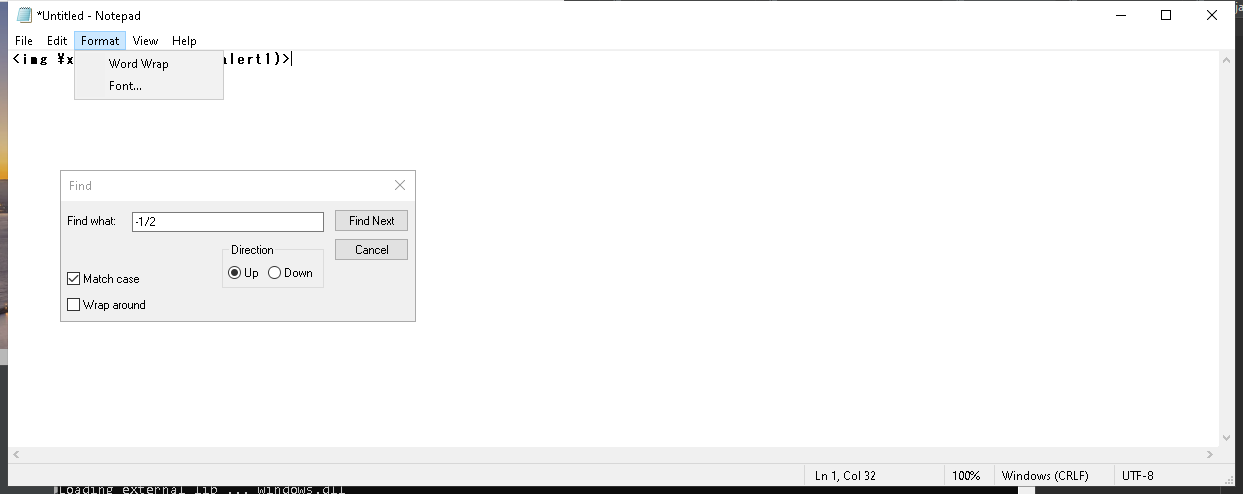 *Untitled - Notepad
File Edit Format View Help
<img ¥x alert1)>
Word Wrap
Font...
Find
Find what: -1/2 Find Next
Direction Cancel
Up Down
Match case
Wrap around
Ln 1, Col 32 100% Windows (CRLF) UTF-8
Loading external lib ... windows.dll